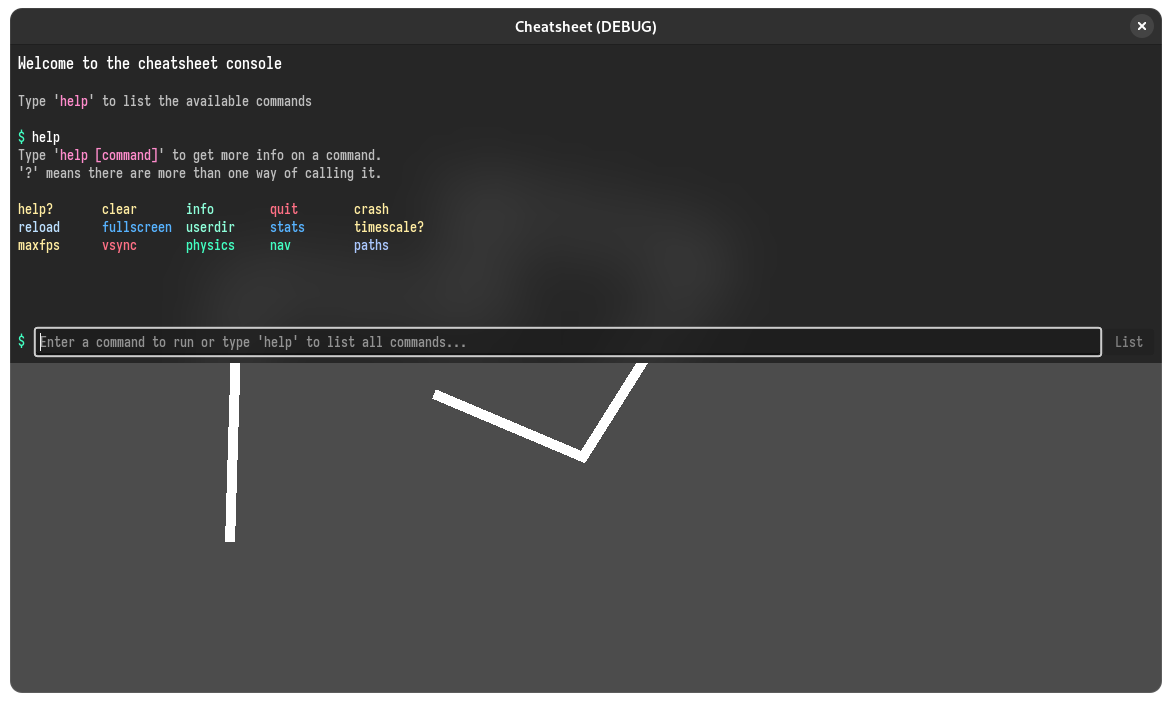 Cheatsheet (DEBUG)
Welcome to the cheatsheet console
Type 'help' to list the available commands
$ help
Type 'help [command]' to get more info on a command.
'?' means there are more than one way of calling it.
help? clear info quit crash
reload fullscreen userdir stats timescale?
maxfps vsync physics nav paths
$ Enter a command to run or type 'help' to list all commands... List